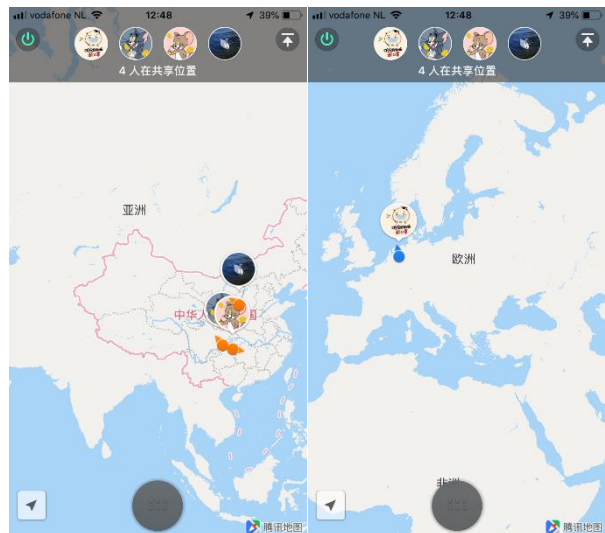 vodafone NL
12:48
39%
4 人在共享位置
亚洲
中华人
国
腾讯地图
vodafone NL
12:48
39%
4 人在共享位置
欧洲
非洲
腾讯地图